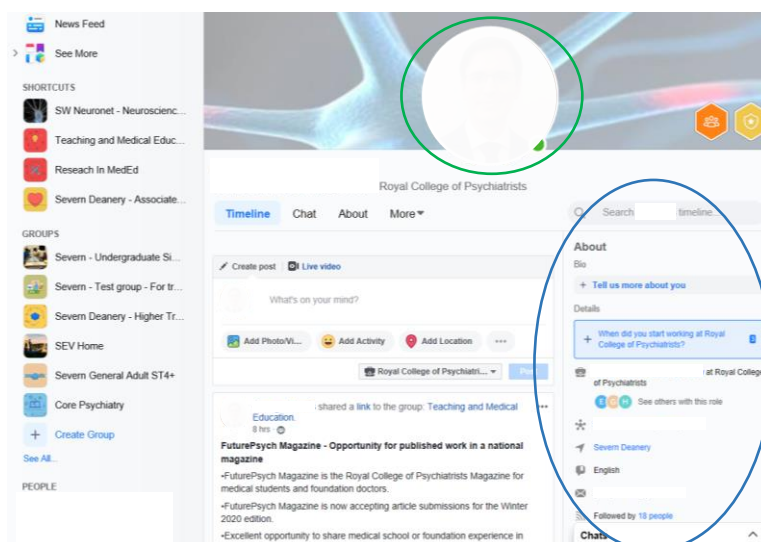 News Feed
See More
SHORTCUTS
SW Neuronet - Neuroscienc...
Teaching and Medical Educ...
Reseach In MedEd
Severn Deanery - Associate...
GROUPS
Severn - Undergraduate Si...
Severn - Test group - For tr...
Severn Deanery - Higher Tr...
SEV Home
Severn General Adult ST4+
Core Psychiatry
+ Create Group
See All...
PEOPLE
Royal College of Psychiatrists
Timeline Chat About More
Search timeline...
Create post Live video
What's on your mind?
Add Photo/Vi... Add Activity Add Location ...
Royal College of Psychiatri... Post
shared a link to the group: Teaching and Medical
Education.
8 hrs
FuturePsych Magazine - Opportunity for published work in a national
magazine
-FuturePsych Magazine is the Royal College of Psychiatrists Magazine for
medical students and foundation doctors.
-FuturePsych Magazine is now accepting article submissions for the Winter
2020 edition.
-Excellent opportunity to share medical school or foundation experience in
About
Bio
+ Tell us more about you
Details
+ When did you start working at Royal
College of Psychiatrists?
at Royal College
of Psychiatrists
See others with this role
Severn Deanery
English
Followed by 18 people
Chats